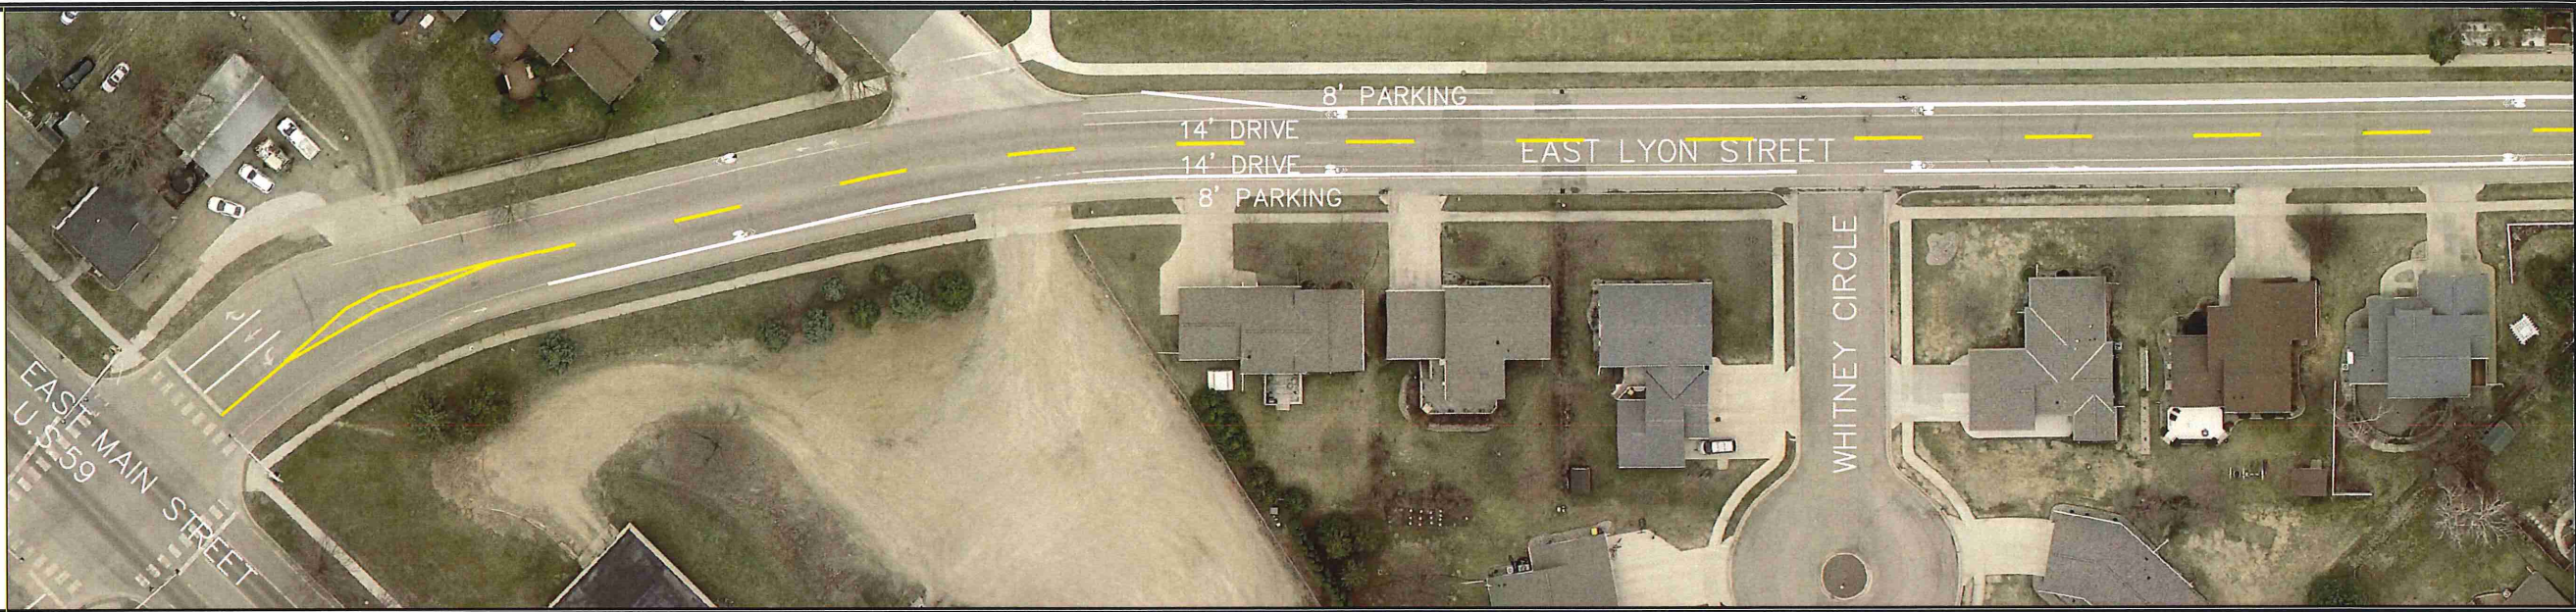 8' PARKING
14' DRIVE
EAST LYON STREET
14' DRIVE
8' PARKING
WHITNEY CIRCLE
EAST MAIN STREET
U.S. 59